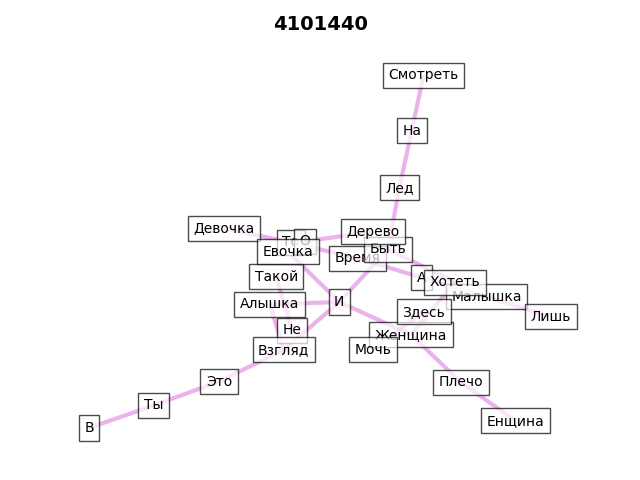 4101440
Смотреть
На
Лед
Девочка
О
Дерево
Евочка
Быть
Время
Такой
А
Хотеть
Малышка
Алышка
И
Здесь
Лишь
Не
Женщина
Взгляд
Мочь
Это
Плечо
Ты
Енщина
В